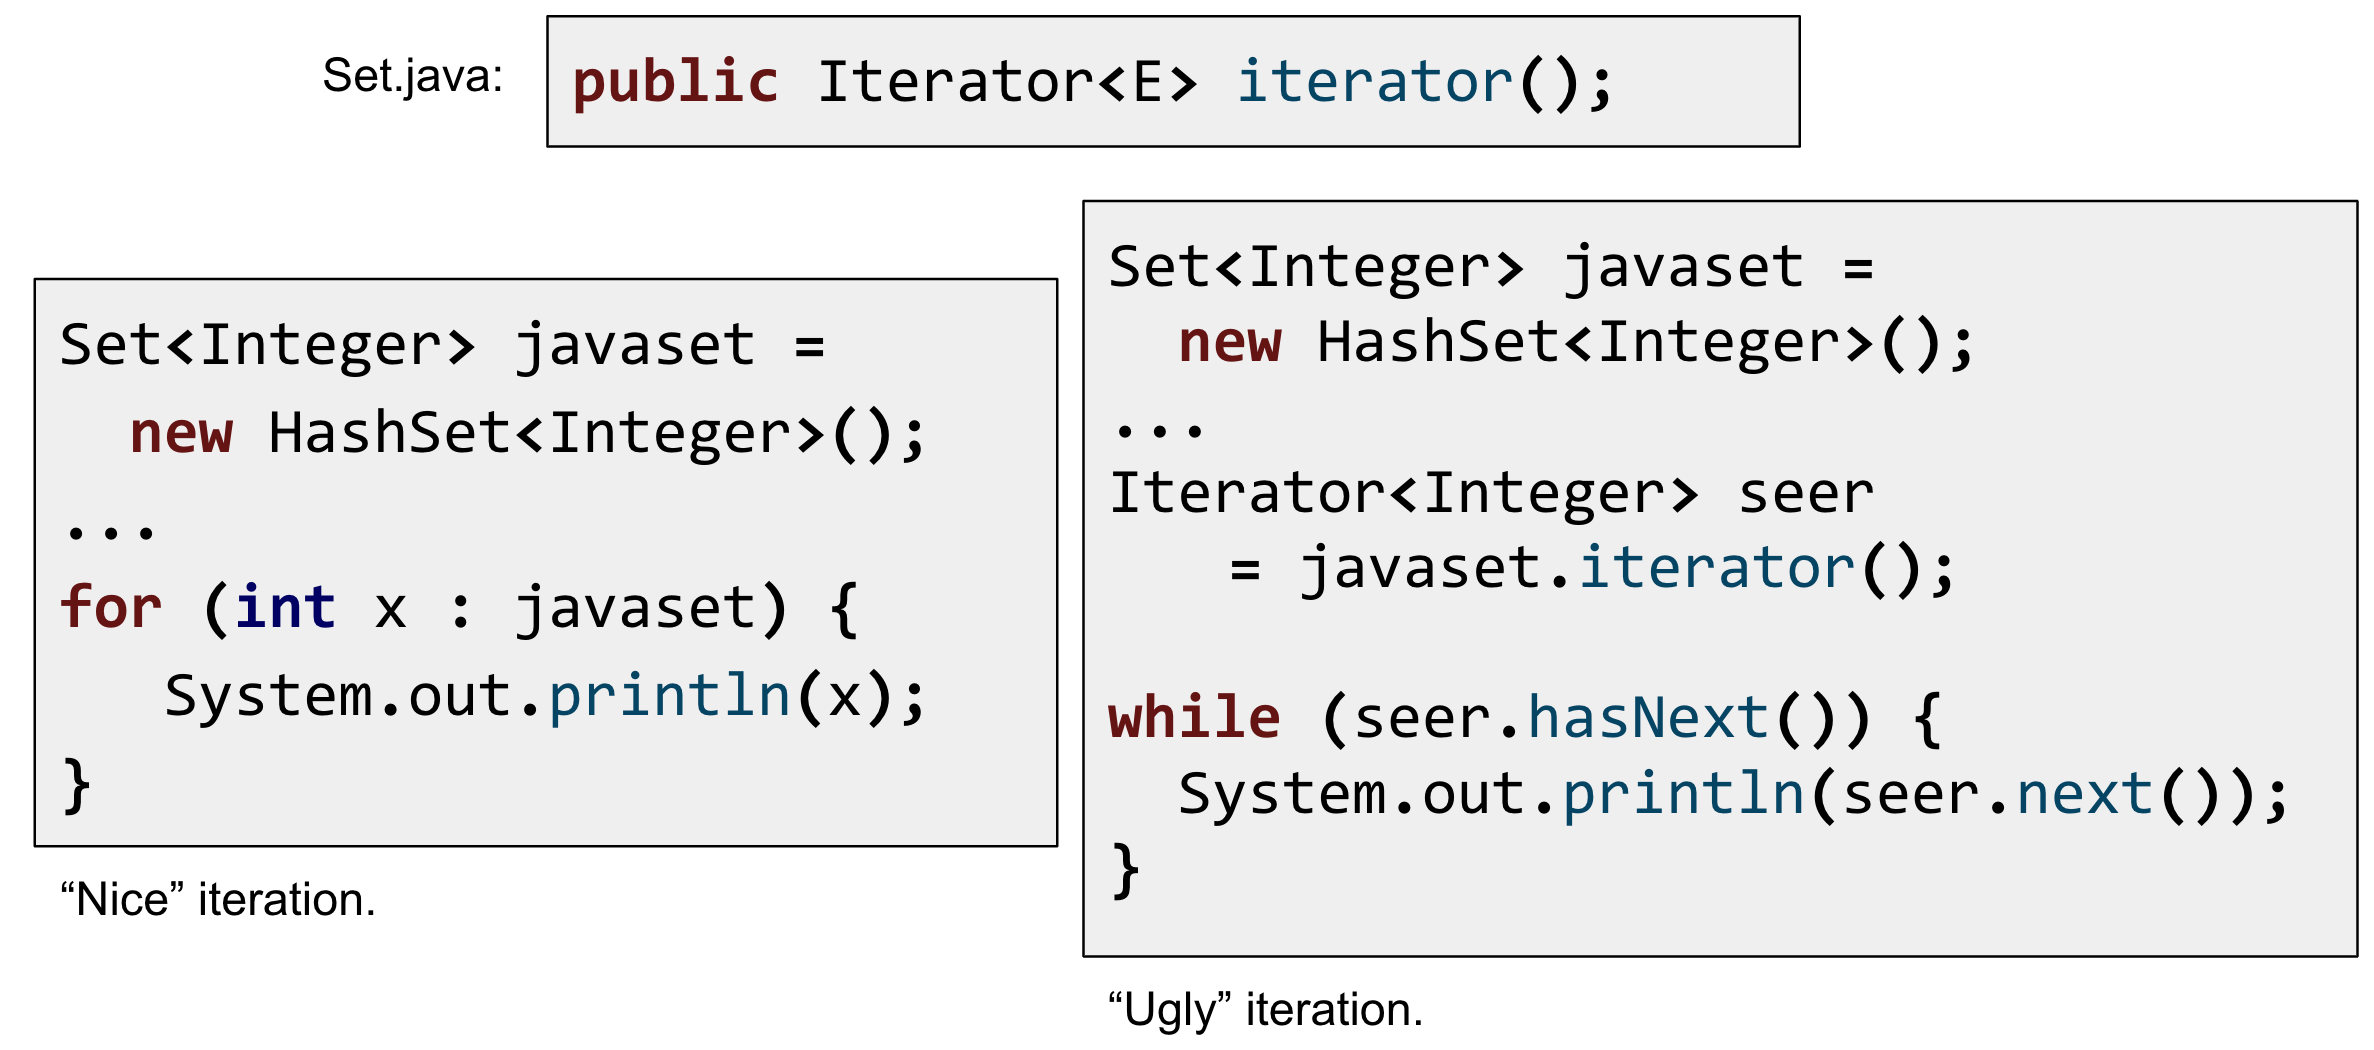 Set.java:
public Iterator<E> iterator();
Set<Integer> javaset =
new HashSet<Integer>();
...
for (int x : javaset) {
System.out.println(x);
}
“Nice” iteration.
Set<Integer> javaset =
new HashSet<Integer>();
...
Iterator<Integer> seer
= javaset.iterator();
while (seer.hasNext()) {
System.out.println(seer.next());
}
“Ugly” iteration.